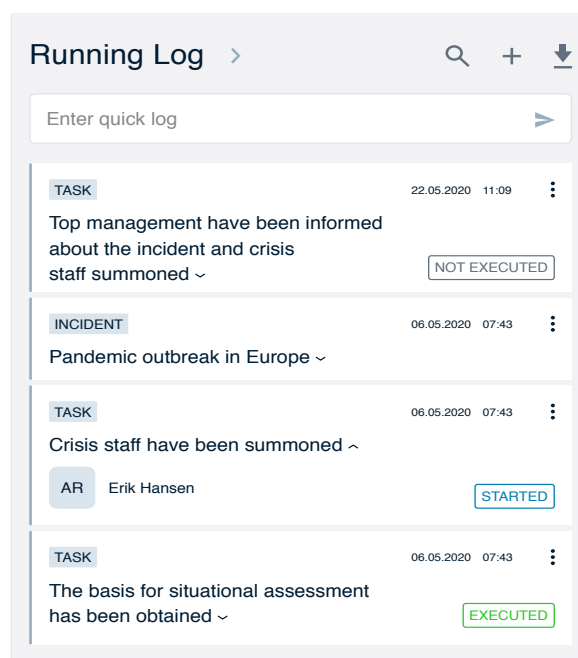 Running Log
Enter quick log
TASK 22.05.2020 11:09
Top management have been informed
about the incident and crisis
staff summoned
NOT EXECUTED
INCIDENT 06.05.2020 07:43
Pandemic outbreak in Europe
TASK 06.05.2020 07:43
Crisis staff have been summoned
AR Erik Hansen
STARTED
TASK 06.05.2020 07:43
The basis for situational assessment
has been obtained
EXECUTED